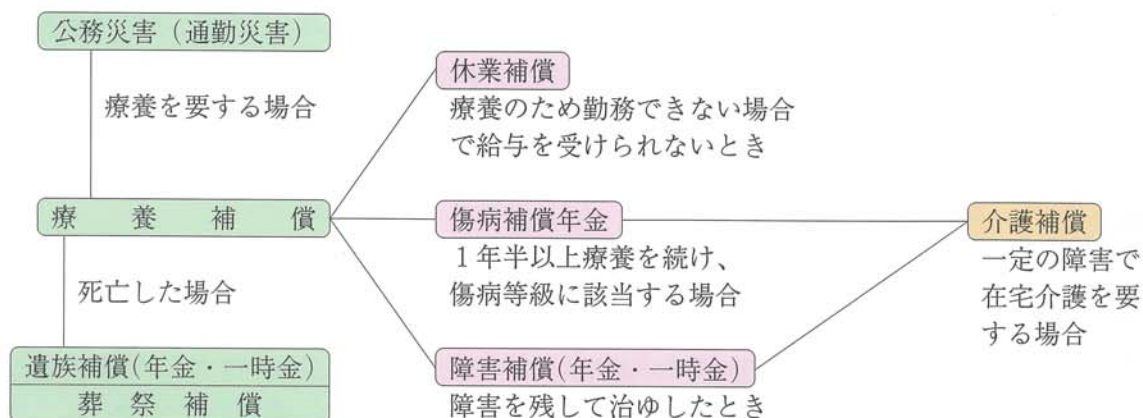 公務災害(通勤災害)
療養を要する場合
療養補償
死亡した場合
遺族補償(年金・一時金)
葬祭補償
休業補償
療養のため勤務できない場合
で給与を受けられないとき
傷病補償年金
1年半以上療養を続け、
傷病等級に該当する場合
障害補償(年金・一時金)
障害を残して治ゆしたとき
介護補償
一定の障害で
在宅介護を要
する場合